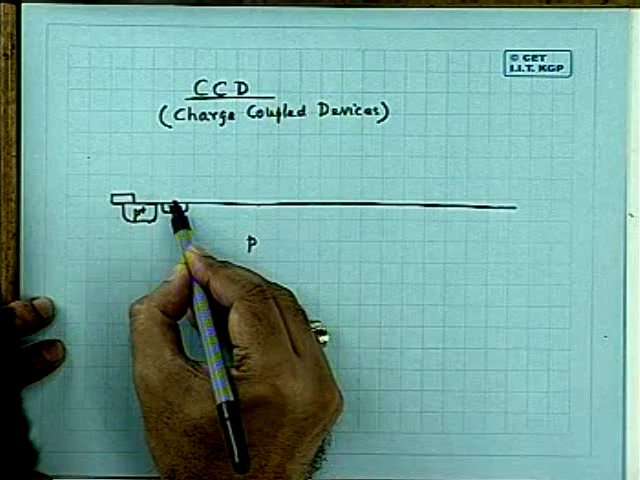 © CET
I.I.T. KGP
CCD
(Charge Coupled Devices)
p+
p